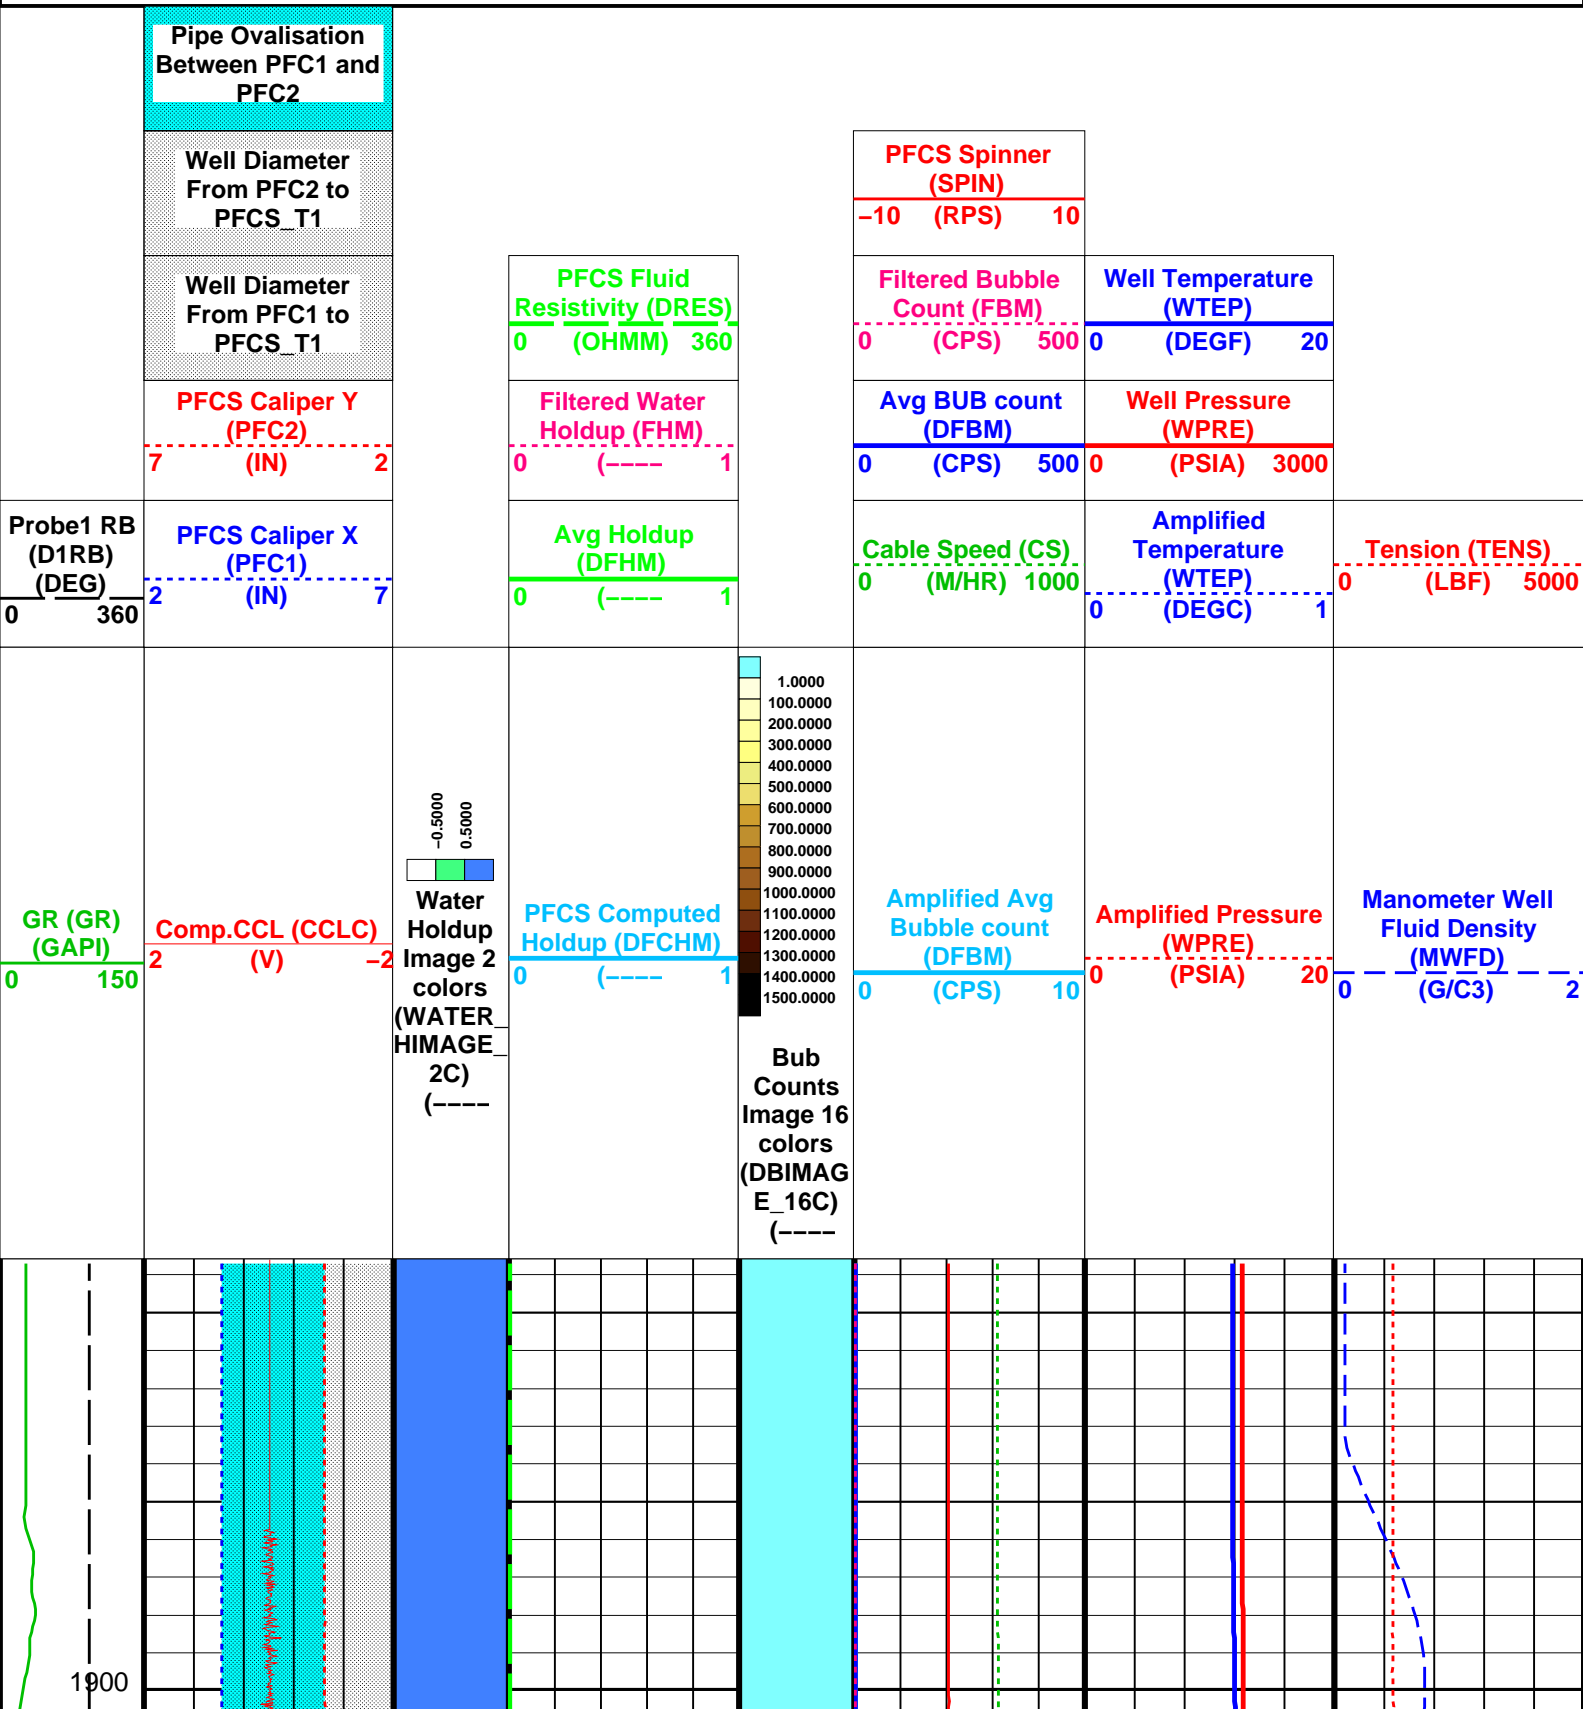 Pipe Ovalisation
Between PFC1 and
PFC2
Well Diameter
From PFC2 to
PFCS_T1
Well Diameter
From PFC1 to
PFCS_T1
PFCS Caliper Y
(PFC2)
7 (IN) 2
PFCS Caliper X
(PFC1)
2 (IN) 7
Probe1 RB
(D1RB)
(DEG)
0 360
PFCS Fluid
Resistivity (DRES)
0 (OHMM) 360
Filtered Water
Holdup (FHM)
0 (–––– 1
Avg Holdup
(DFHM)
0 (–––– 1
PFCS Spinner
(SPIN)
–10 (RPS) 10
Filtered Bubble
Count (FBM)
0 (CPS) 500
Avg BUB count
(DFBM)
0 (CPS) 500
Cable Speed (CS)
0 (M/HR) 1000
Well Temperature
(WTEP)
0 (DEGF) 20
Well Pressure
(WPRE)
0 (PSIA) 3000
Amplified
Temperature
(WTEP)
0 (DEGC) 1
Tension (TENS)
0 (LBF) 5000
GR (GR)
(GAPI)
0 150
Comp.CCL (CCLC)
2 (V) –2
–0.5000
0.5000
Water
Holdup
Image 2
colors
(WATER_
HIMAGE_
2C)
(––––
PFCS Computed
Holdup (DFCHM)
0 (–––– 1
1.0000
100.0000
200.0000
300.0000
400.0000
500.0000
600.0000
700.0000
800.0000
900.0000
1000.0000
1100.0000
1200.0000
1300.0000
1400.0000
1500.0000
Bub
Counts
Image 16
colors
(DBIMAG
E_16C)
(––––
Amplified Avg
Bubble count
(DFBM)
0 (CPS) 10
Amplified Pressure
(WPRE)
0 (PSIA) 20
Manometer Well
Fluid Density
(MWFD)
0 (G/C3) 2
1900